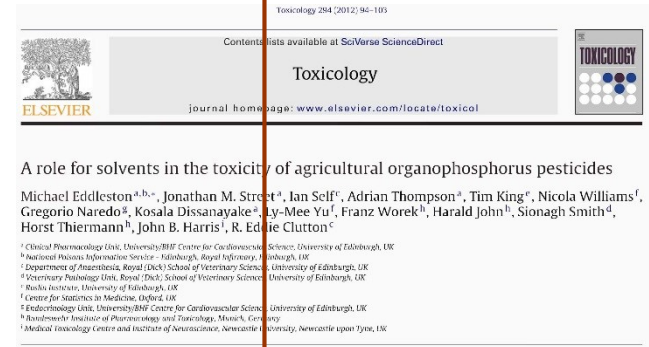 Toxicology 294 (2012) 94–103
Contents lists available at SciVerse ScienceDirect
Toxicology
journal homepage: www.elsevier.com/locate/toxicol
ELSEVIER
TOXICOLOGY
A role for solvents in the toxicity of agricultural organophosphorus pesticides
Michael Eddleston a,b,*, Jonathan M. Street a, Ian Self c, Adrian Thompson a, Tim King e, Nicola Williams f,
Gregorio Naredo g, Kosala Dissanayake a, Ly-Mee Yu f, Franz Worek h, Harald John h, Sionagh Smith d,
Horst Thiermann h, John B. Harris i, R. Eddie Clutton c
a Clinical Pharmacology Unit, University/BHF Centre for Cardiovascular Science, University of Edinburgh, UK
b National Poisons Information Service - Edinburgh, Royal Infirmary, Edinburgh, UK
c Department of Anaesthesia, Royal (Dick) School of Veterinary Sciences, University of Edinburgh, UK
d Veterinary Pathology Unit, Royal (Dick) School of Veterinary Sciences, University of Edinburgh, UK
e Roslin Institute, University of Edinburgh, UK
f Centre for Statistics in Medicine, Oxford, UK
g Endocrinology Unit, University/BHF Centre for Cardiovascular Science, University of Edinburgh, UK
h Bundeswehr Institute of Pharmacology and Toxicology, Munich, Germany
i Medical Toxicology Centre and Institute of Neuroscience, Newcastle University, Newcastle upon Tyne, UK